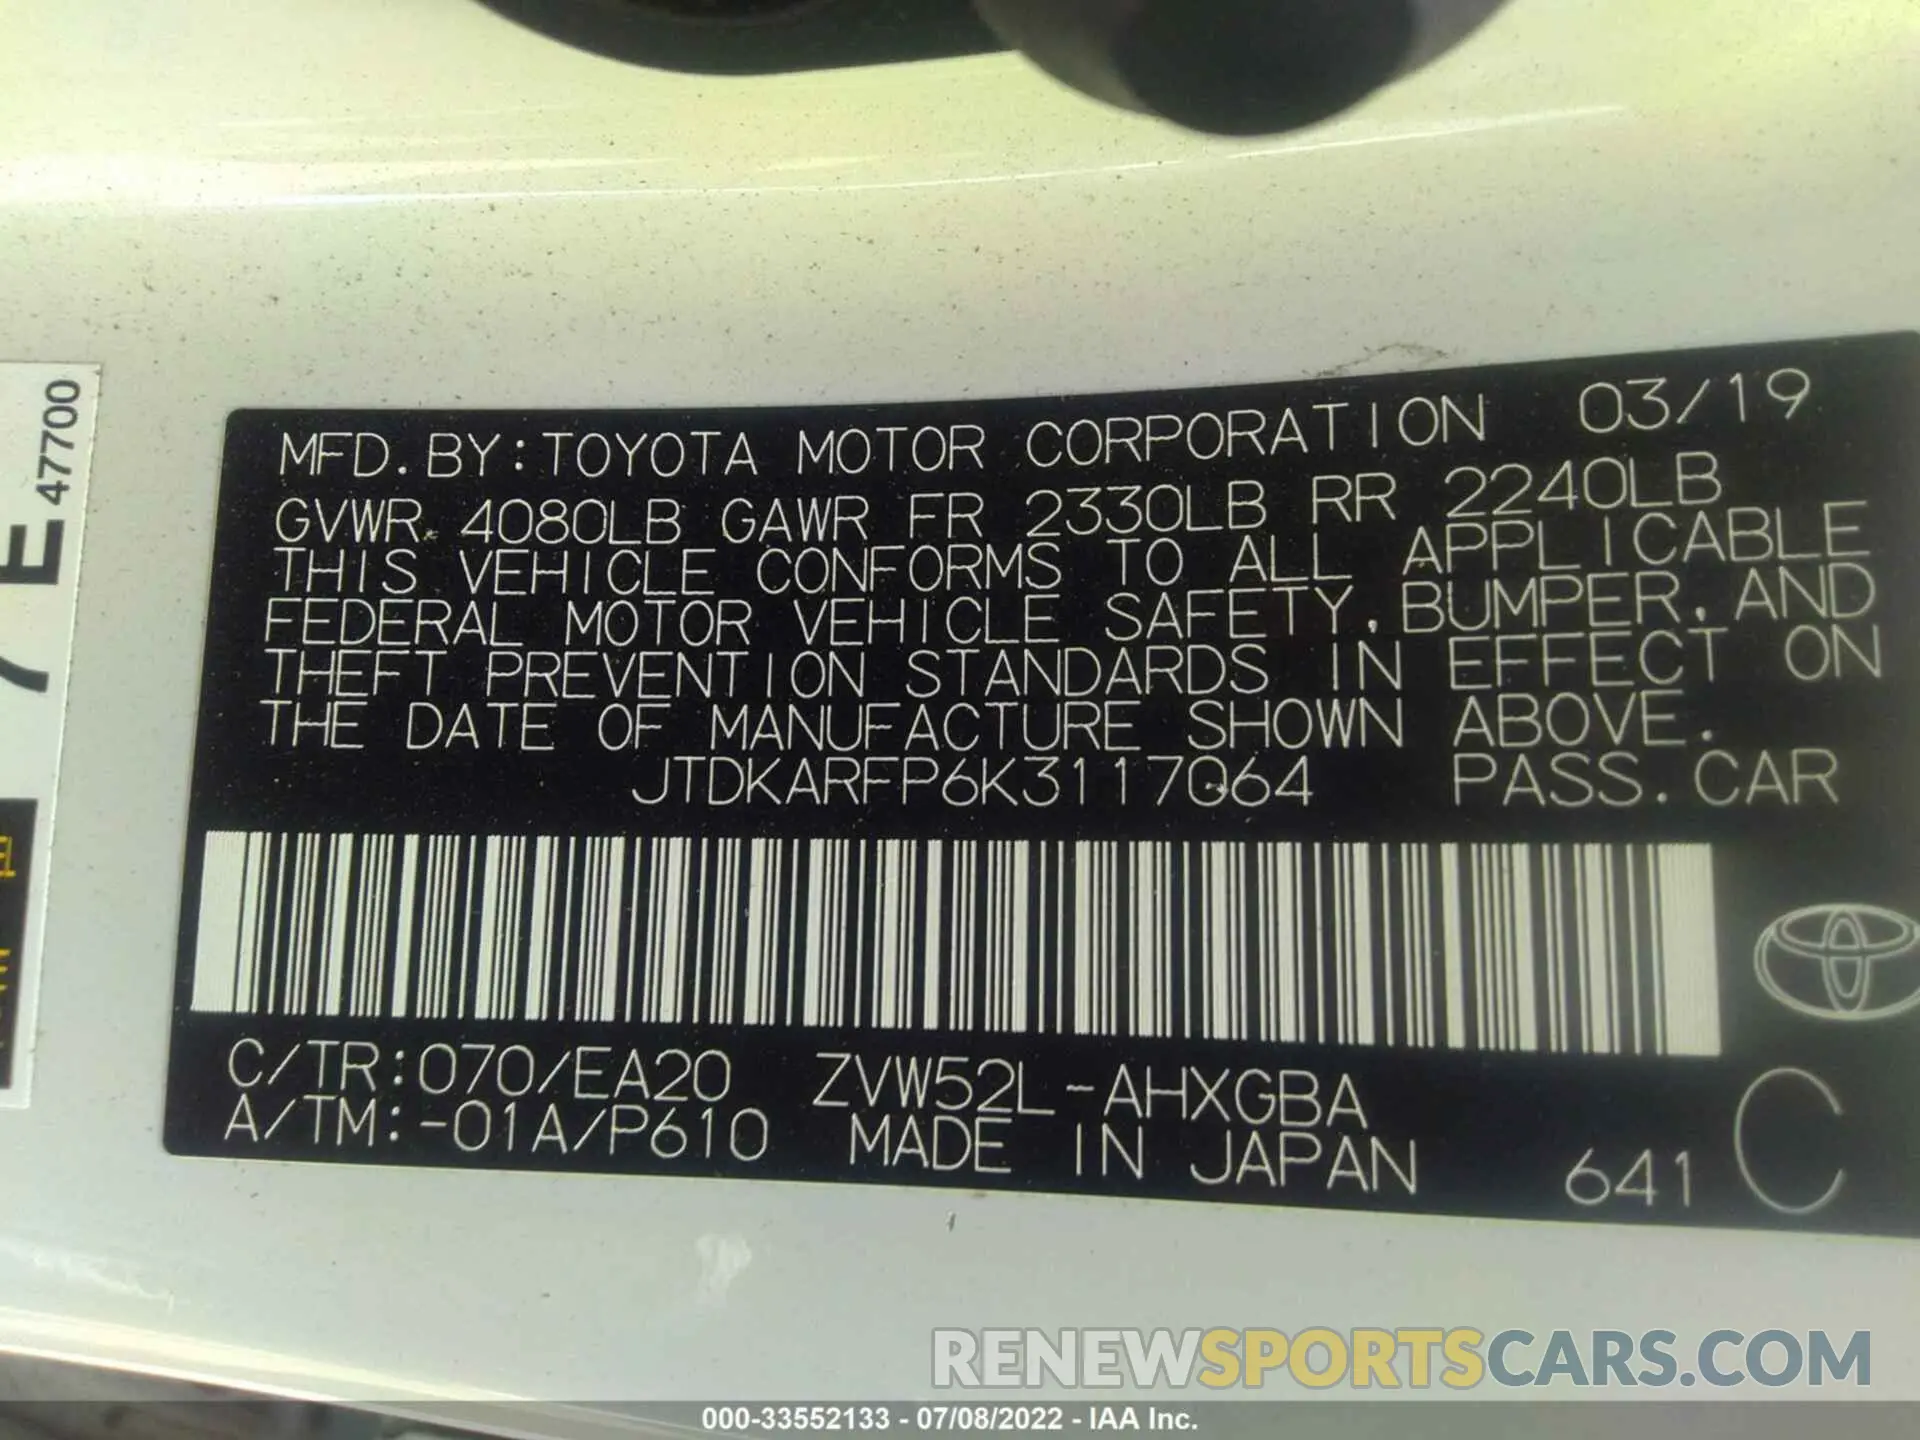 MFD. BY: TOYOTA MOTOR CORPORATION 03/19
GVWR 4080LB GAWR FR 2330LB RR 2240LB
THIS VEHICLE CONFORMS TO ALL APPLICABLE
FEDERAL MOTOR VEHICLE SAFETY, BUMPER, AND
THEFT PREVENTION STANDARDS IN EFFECT ON
THE DATE OF MANUFACTURE SHOWN ABOVE.
JTDKARFP6K3117064 PASS. CAR
C/TR: 070/EA20 ZVW52L-AHXGBA
A/TM: -01A/P610 MADE IN JAPAN 641 C
E 47700
RENEWSPORTSCARS.COM
000-33552133 - 07/08/2022 - IAA Inc.